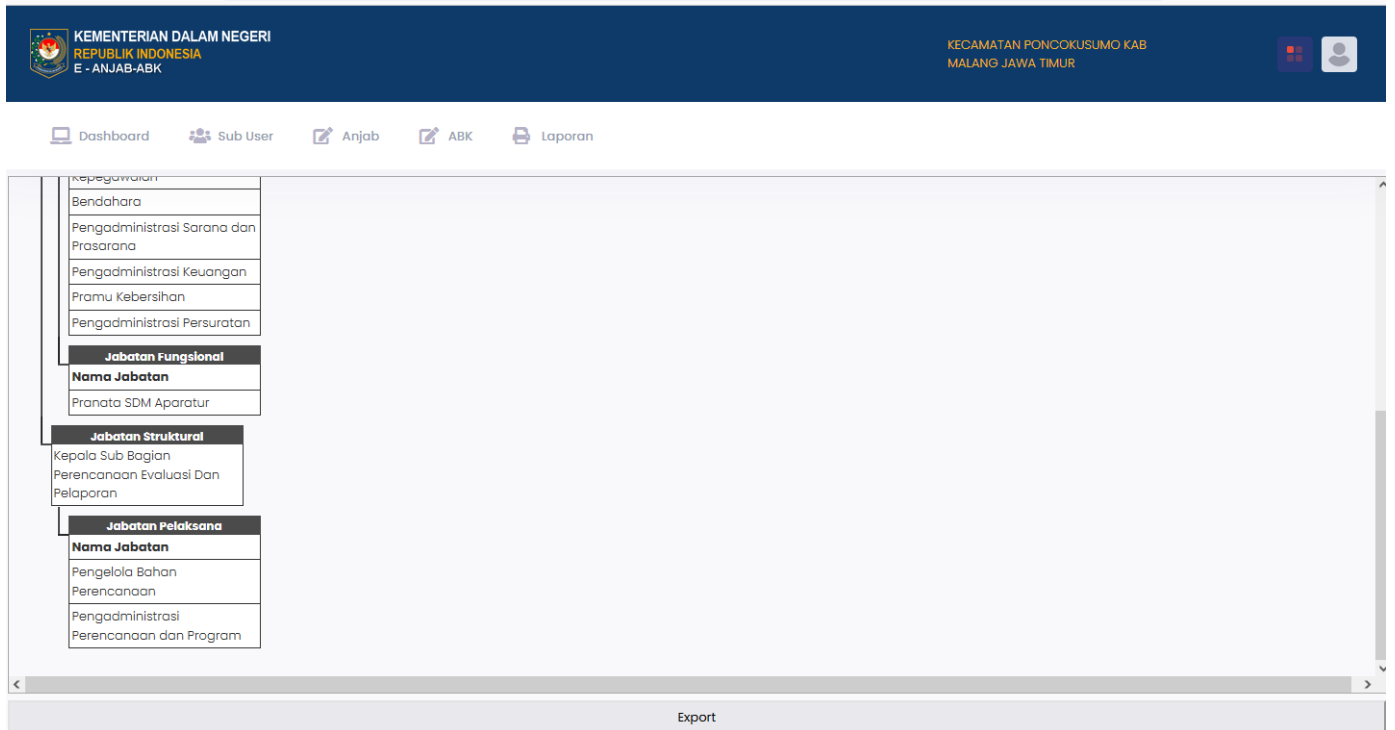 KEMENTERIAN DALAM NEGERI
REPUBLIK INDONESIA
E - ANJAB-ABK
KECAMATAN PONCOKUSUMO KAB
MALANG JAWA TIMUR
Dashboard
Sub User
Anjab
ABK
Laporan
Kepegawaian
Bendahara
Pengadministrasi Sarana dan
Prasarana
Pengadministrasi Keuangan
Pramu Kebersihan
Pengadministrasi Persuratan
Jabatan Fungsional
Nama Jabatan
Pranata SDM Aparatur
Jabatan Struktural
Kepala Sub Bagian
Perencanaan Evaluasi Dan
Pelaporan
Jabatan Pelaksana
Nama Jabatan
Pengelola Bahan
Perencanaan
Pengadministrasi
Perencanaan dan Program
Export